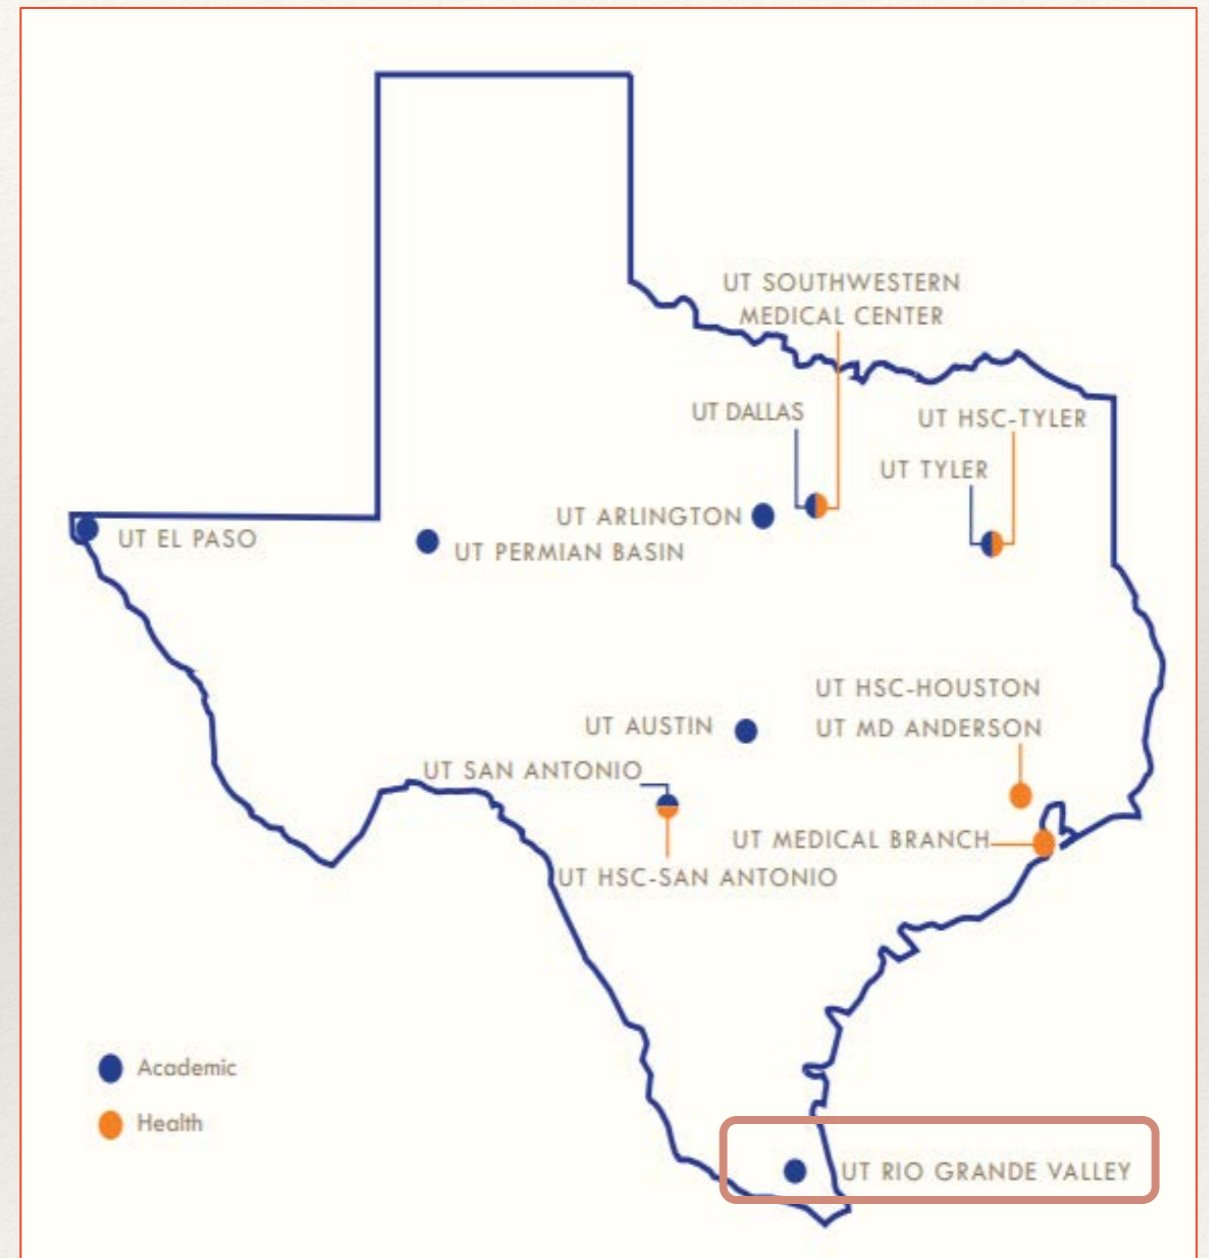 UT SOUTHWESTERN
MEDICAL CENTER
UT DALLAS
UT HSC-TYLER
UT TYLER
UT ARLINGTON
UT EL PASO
UT PERMIAN BASIN
UT HSC-HOUSTON
UT AUSTIN
UT MD ANDERSON
UT SAN ANTONIO
UT MEDICAL BRANCH
UT HSC-SAN ANTONIO
Academic
Health
UT RIO GRANDE VALLEY